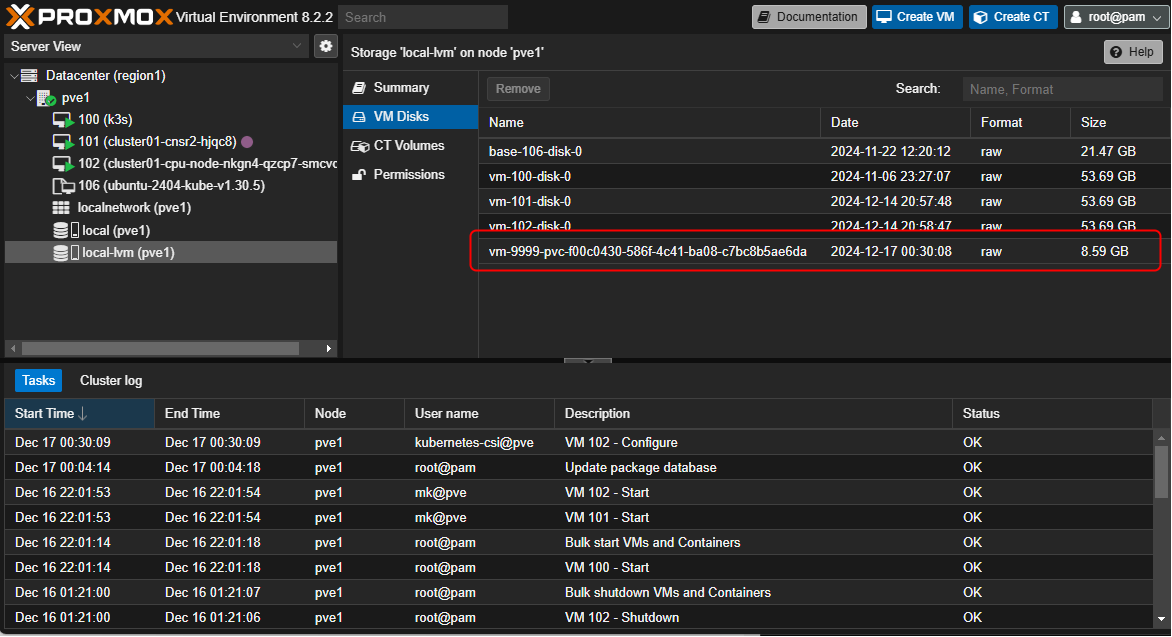 PROXMOX Virtual Environment 8.2.2 Search Documentation Create VM Create CT root@pam
Server View
Storage 'local-lvm' on node 'pve1' Help
Datacenter (region1)
pve1
100 (k3s)
101 (cluster01-cnsr2-hjqc8)
102 (cluster01-cpu-node-nkgn4-qzcp7-smcvc
106 (ubuntu-2404-kube-v1.30.5)
localnetwork (pve1)
local (pve1)
local-lvm (pve1)
Summary
VM Disks
CT Volumes
Permissions
Remove Search: Name, Format
Name Date Format Size
base-106-disk-0 2024-11-22 12:20:12 raw 21.47 GB
vm-100-disk-0 2024-11-06 23:27:07 raw 53.69 GB
vm-101-disk-0 2024-12-14 20:57:48 raw 53.69 GB
vm-102-disk-0 2024-12-14 20:58:47 raw 53.69 GB
vm-9999-pvc-f00c0430-586f-4c41-ba08-c7bc8b5ae6da 2024-12-17 00:30:08 raw 8.59 GB
Tasks Cluster log
Start Time End Time Node User name Description Status
Dec 17 00:30:09 Dec 17 00:30:09 pve1 kubernetes-csi@pve VM 102 - Configure OK
Dec 17 00:04:14 Dec 17 00:04:18 pve1 root@pam Update package database OK
Dec 16 22:01:53 Dec 16 22:01:54 pve1 mk@pve VM 102 - Start OK
Dec 16 22:01:53 Dec 16 22:01:54 pve1 mk@pve VM 101 - Start OK
Dec 16 22:01:14 Dec 16 22:01:18 pve1 root@pam Bulk start VMs and Containers OK
Dec 16 22:01:14 Dec 16 22:01:18 pve1 root@pam VM 100 - Start OK
Dec 16 01:21:00 Dec 16 01:21:07 pve1 root@pam Bulk shutdown VMs and Containers OK
Dec 16 01:21:00 Dec 16 01:21:06 pve1 root@pam VM 102 - Shutdown OK